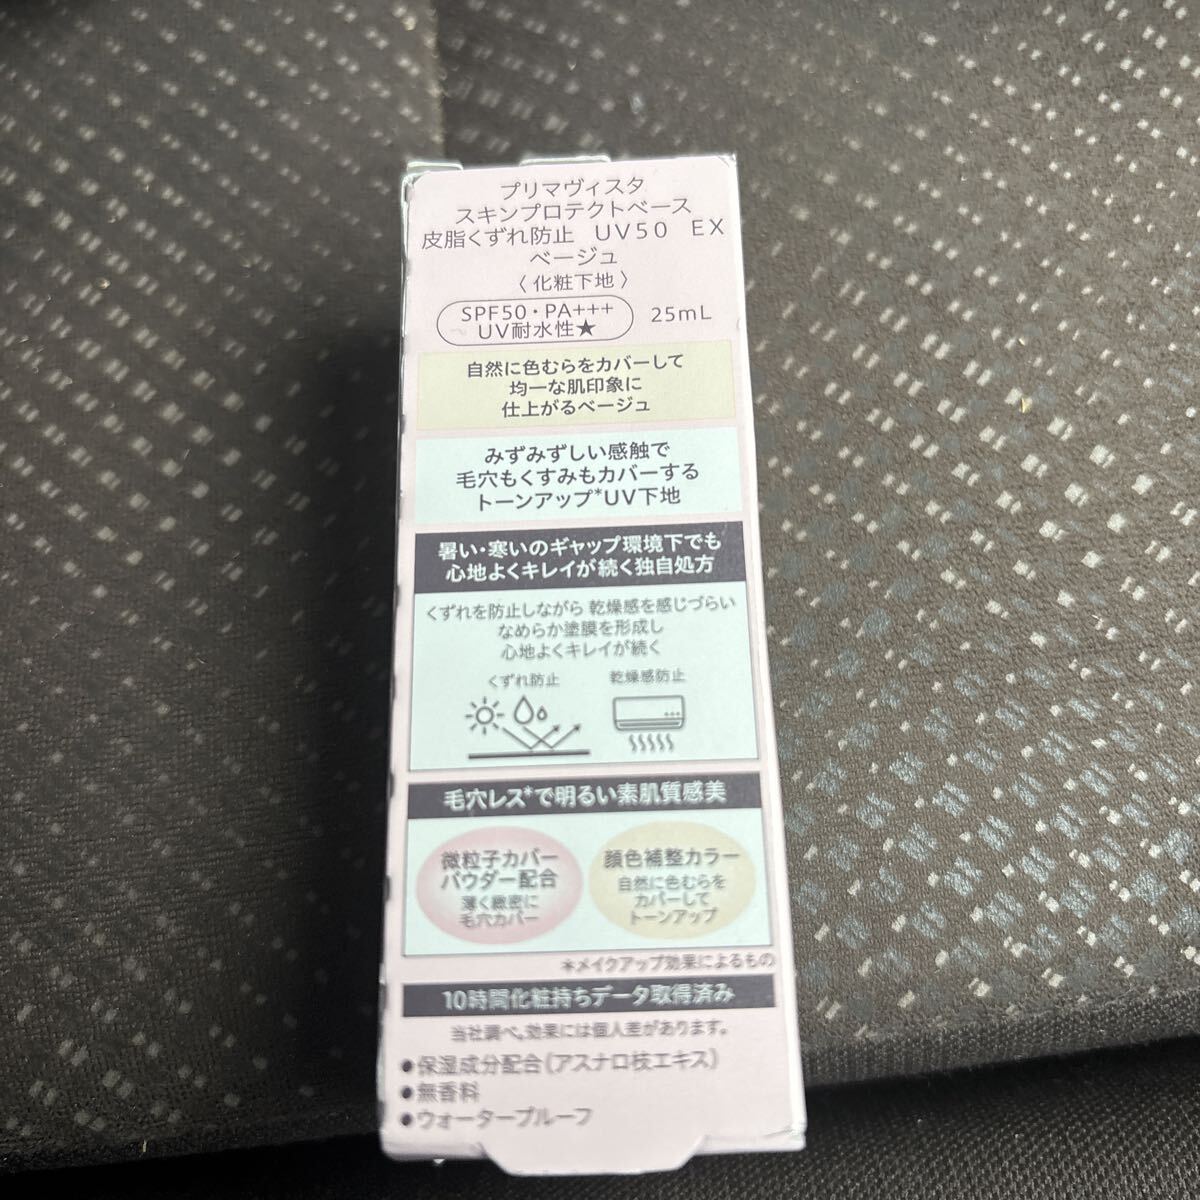 プリマヴィスタ
スキンプロテクトベース
皮脂くずれ防止 UV50 EX
ベージュ
〈化粧下地〉
SPF50・PA+++
UV耐水性★
25mL
自然に色むらをカバーして
均一な肌印象に
仕上がるベージュ
みずみずしい感触で
毛穴もくすみもカバーする
トーンアップ*UV下地
暑い・寒いのギャップ環境下でも
心地よくキレイが続く独自処方
くずれを防止しながら 乾燥感を感じづらい
なめらか塗膜を形成し
心地よくキレイが続く
くずれ防止 乾燥感防止
毛穴レス*で明るい素肌質感美
微粒子カバー
パウダー配合
薄く緻密に
毛穴カバー
顔色補整カラー
自然に色むらを
カバーして
トーンアップ
*メイクアップ効果によるもの
10時間化粧持ちデータ取得済み
当社調べ。効果には個人差があります。
●保湿成分配合(アスナロ枝エキス)
●無香料
●ウォータープルーフ